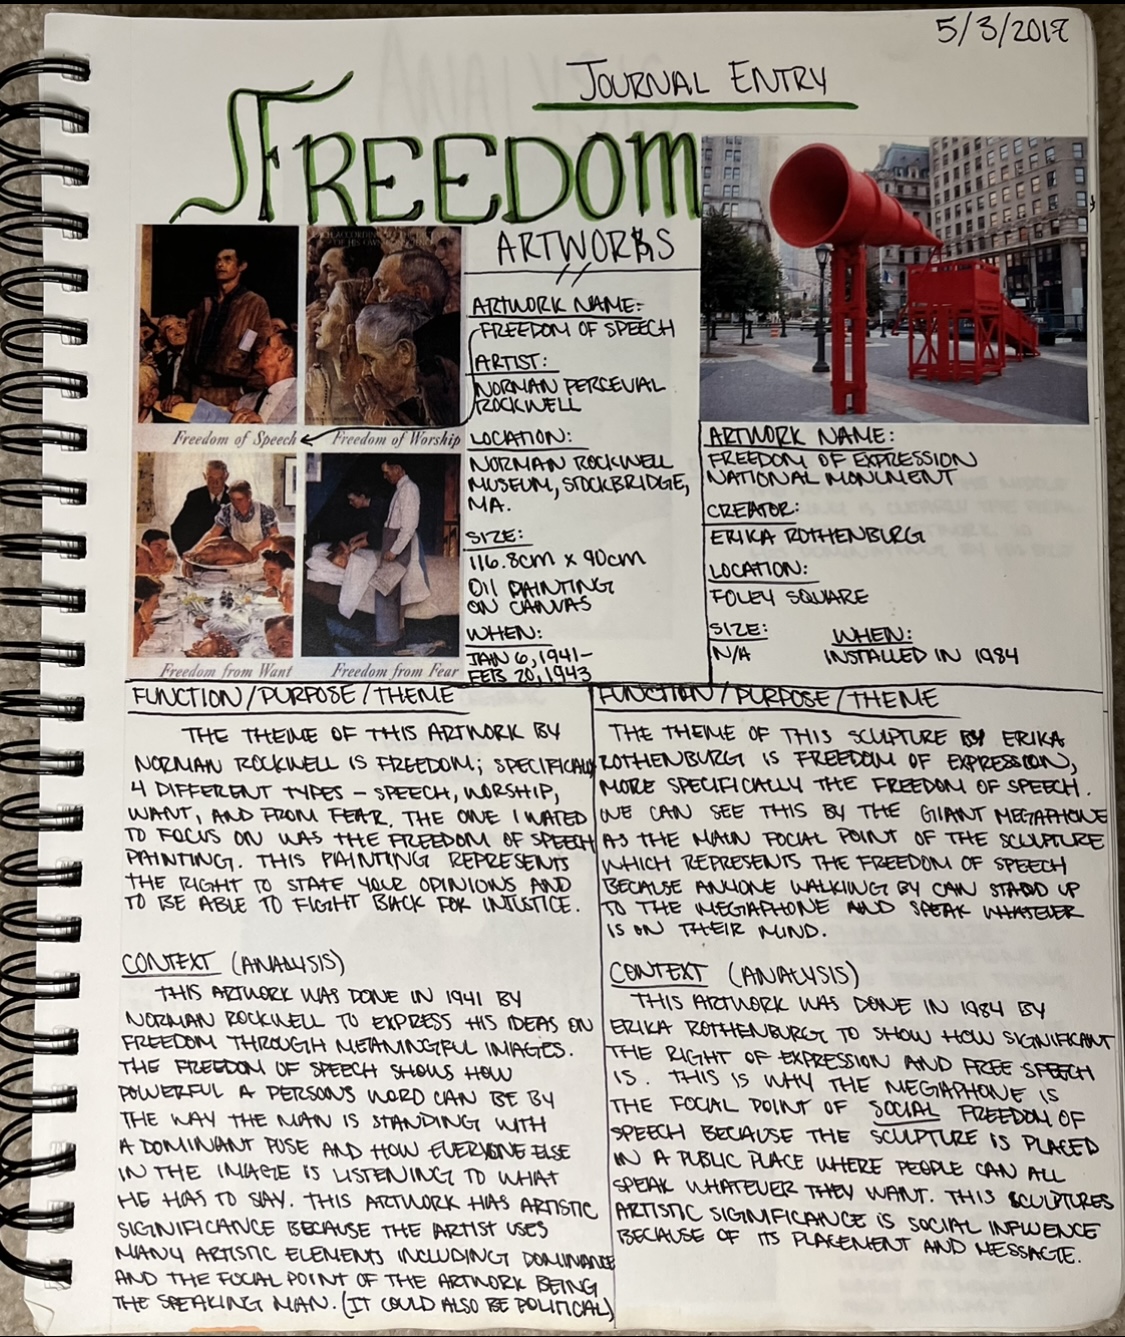 5/3/2018
JOURNAL ENTRY
FREEDOM
ARTWORKS
ARTWORK NAME:
FREEDOM OF SPEECH
ARTIST:
NORMAN PERCEVAL
ROCKWELL
LOCATION:
NORMAN ROCKWELL
MUSEUM, STOCKBRIDGE,
MA.
SIZE:
116.8cm x 90cm
OIL PAINTING
ON CANVAS
WHEN:
JAN 6, 1941-
FEB 20, 1943
Freedom of Speech
Freedom of Worship
Freedom from Want
Freedom from Fear
ARTWORK NAME:
FREEDOM OF EXPRESSION
NATIONAL MONUMENT
CREATOR:
ERIKA ROTHENBURG
LOCATION:
FOLEY SQUARE
SIZE:
N/A
WHEN:
INSTALLED IN 1984
FUNCTION/PURPOSE/THEME
THE THEME OF THIS ARTWORK BY
NORMAN ROCKWELL IS FREEDOM; SPECIFICALLY
4 DIFFERENT TYPES - SPEECH, WORSHIP,
WANT, AND FROM FEAR. THE ONE I WATED
TO FOCUS ON WAS THE FREEDOM OF SPEECH
PAINTING. THIS PAINTING REPRESENTS
THE RIGHT TO STATE YOUR OPINIONS AND
TO BE ABLE TO FIGHT BACK FOR INJUSTICE.
CONTEXT (ANALYSIS)
THIS ARTWORK WAS DONE IN 1941 BY
NORMAN ROCKWELL TO EXPRESS HIS IDEAS ON
FREEDOM THROUGH MEANINGFUL IMAGES.
THE FREEDOM OF SPEECH SHOWS HOW
POWERFUL A PERSONS WORD CAN BE BY
THE WAY THE MAN IS STANDING WITH
A DOMINANT POSE AND HOW EVERYONE ELSE
IN THE IMAGE IS LISTENING TO WHAT
HE HAS TO SAY. THIS ARTWORK HAS ARTISTIC
SIGNIFICANCE BECAUSE THE ARTIST USES
MANY ARTISTIC ELEMENTS INCLUDING DOMINANCE
AND THE FOCAL POINT OF THE ARTWORK BEING
THE SPEAKING MAN. (IT COULD ALSO BE POLITICIAL)
FUNCTION/PURPOSE/THEME
THE THEME OF THIS SCULPTURE BY ERIKA
ROTHENBURG IS FREEDOM OF EXPRESSION,
MORE SPECIFICALLY THE FREEDOM OF SPEECH.
WE CAN SEE THIS BY THE GIANT MEGAPHONE
AS THE MAIN FOCAL POINT OF THE SCULPTURE
WHICH REPRESENTS THE FREEDOM OF SPEECH
BECAUSE ANYONE WALKING BY CAN STAND UP
TO THE MEGAPHONE AND SPEAK WHATEVER
IS ON THEIR MIND.
CONTEXT (ANALYSIS)
THIS ARTWORK WAS DONE IN 1984 BY
ERIKA ROTHENBURG TO SHOW HOW SIGNIFICANT
THE RIGHT OF EXPRESSION AND FREE SPEECH
IS. THIS IS WHY THE MEGAPHONE IS
THE FOCAL POINT OF SOCIAL FREEDOM OF
SPEECH BECAUSE THE SCULPTURE IS PLACED
IN A PUBLIC PLACE WHERE PEOPLE CAN ALL
SPEAK WHATEVER THEY WANT. THIS SCULPTURES
ARTISTIC SIGNIFICANCE IS SOCIAL INFLUENCE
BECAUSE OF ITS PLACEMENT AND MESSAGE.